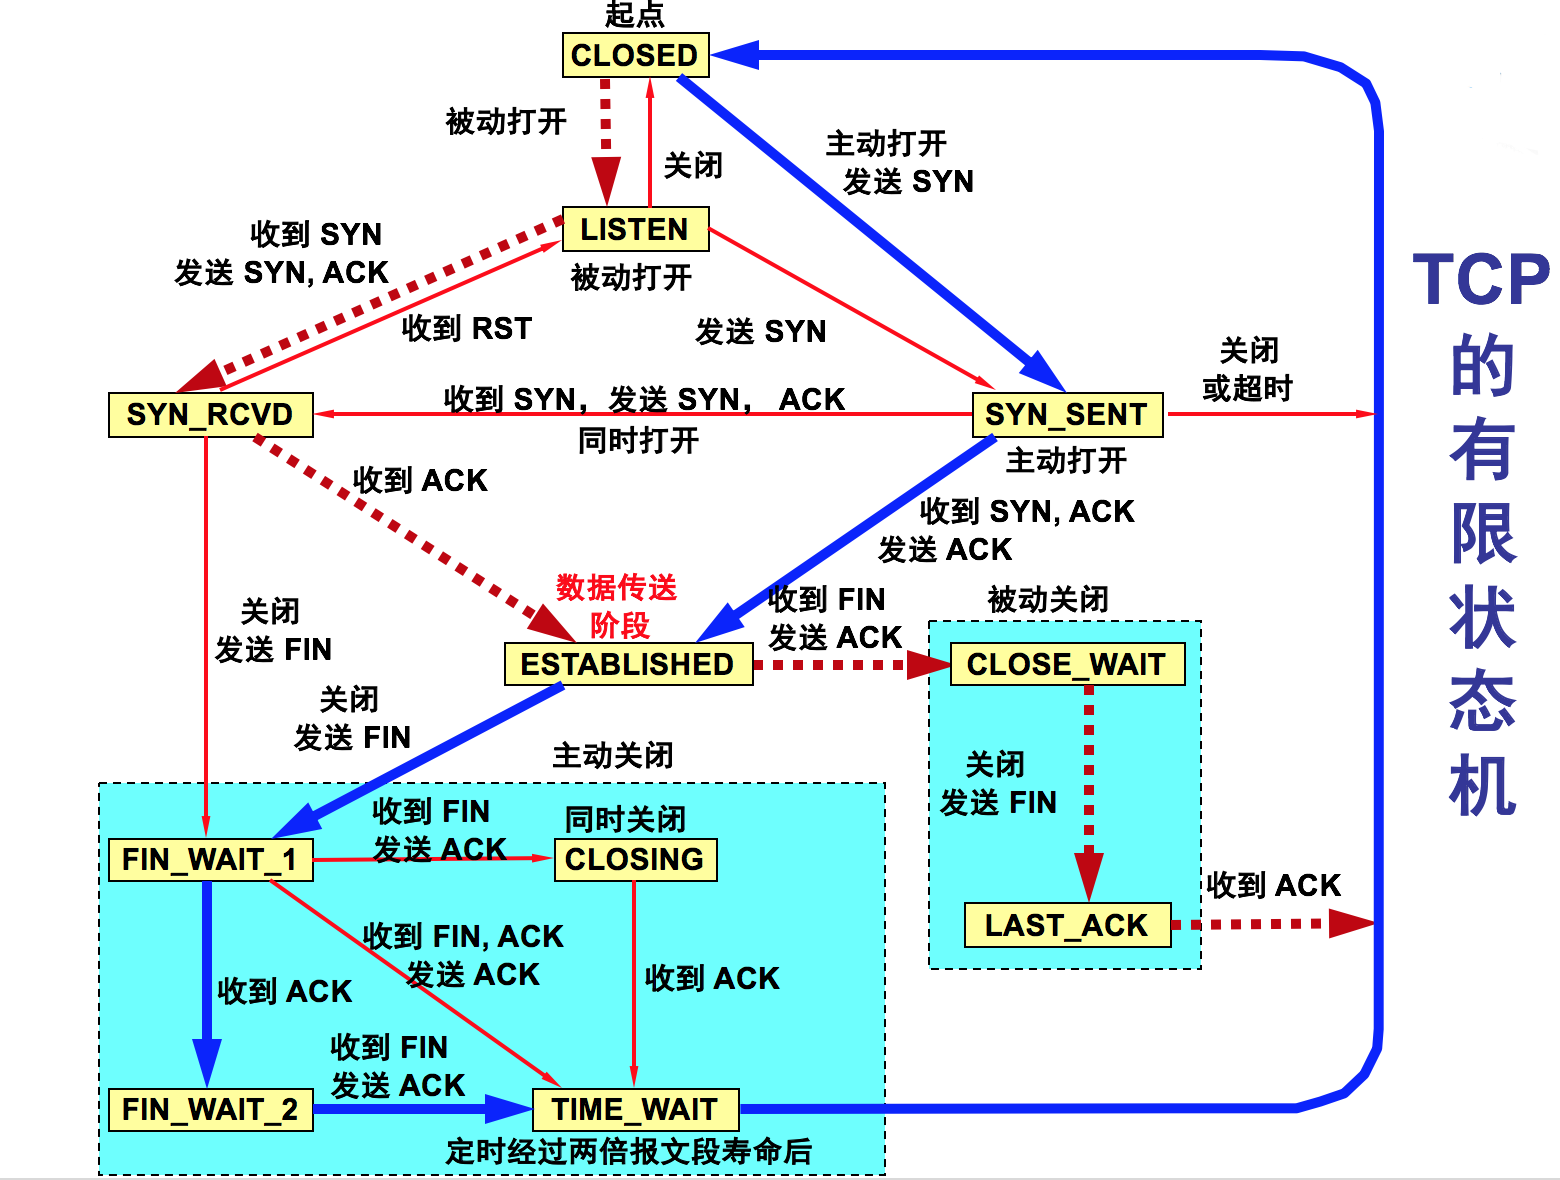 起点
CLOSED
被动打开
关闭
主动打开
发送 SYN
收到 SYN
发送 SYN, ACK
LISTEN
被动打开
收到 RST
发送 SYN
关闭
或超时
SYN_RCVD
收到 SYN，发送 SYN， ACK
同时打开
SYN_SENT
主动打开
收到 ACK
收到 SYN, ACK
发送 ACK
数据传送
阶段
ESTABLISHED
收到 FIN
发送 ACK
被动关闭
CLOSE_WAIT
关闭
发送 FIN
关闭
发送 FIN
主动关闭
关闭
发送 FIN
LAST_ACK
收到 ACK
FIN_WAIT_1
收到 FIN
发送 ACK
同时关闭
CLOSING
收到 FIN, ACK
发送 ACK
收到 ACK
收到 ACK
FIN_WAIT_2
收到 FIN
发送 ACK
TIME_WAIT
定时经过两倍报文段寿命后
TCP
的
有
限
状
态
机